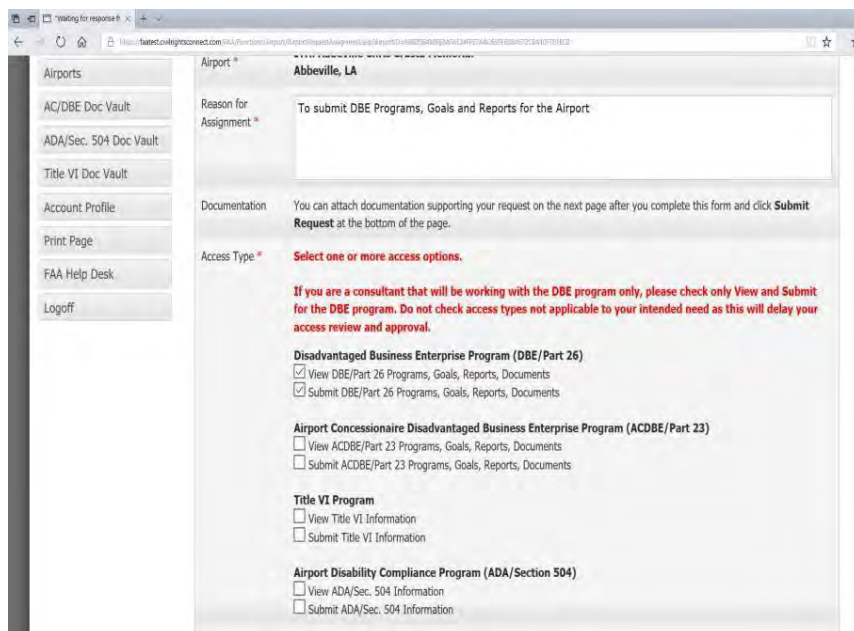 "Waiting for response fr
faatest.civilrightsconnect.com
Airports
AC/DBE Doc Vault
ADA/Sec. 504 Doc Vault
Title VI Doc Vault
Account Profile
Print Page
FAA Help Desk
Logoff
Airport *
Abbeville, LA
Reason for
Assignment *
To submit DBE Programs, Goals and Reports for the Airport
Documentation
You can attach documentation supporting your request on the next page after you complete this form and click Submit
Request at the bottom of the page.
Access Type *
Select one or more access options.
If you are a consultant that will be working with the DBE program only, please check only View and Submit
for the DBE program. Do not check access types not applicable to your intended need as this will delay your
access review and approval.
Disadvantaged Business Enterprise Program (DBE/Part 26)
View DBE/Part 26 Programs, Goals, Reports, Documents
Submit DBE/Part 26 Programs, Goals, Reports, Documents
Airport Concessionaire Disadvantaged Business Enterprise Program (ACDBE/Part 23)
View ACDBE/Part 23 Programs, Goals, Reports, Documents
Submit ACDBE/Part 23 Programs, Goals, Reports, Documents
Title VI Program
View Title VI Information
Submit Title VI Information
Airport Disability Compliance Program (ADA/Section 504)
View ADA/Sec. 504 Information
Submit ADA/Sec. 504 Information